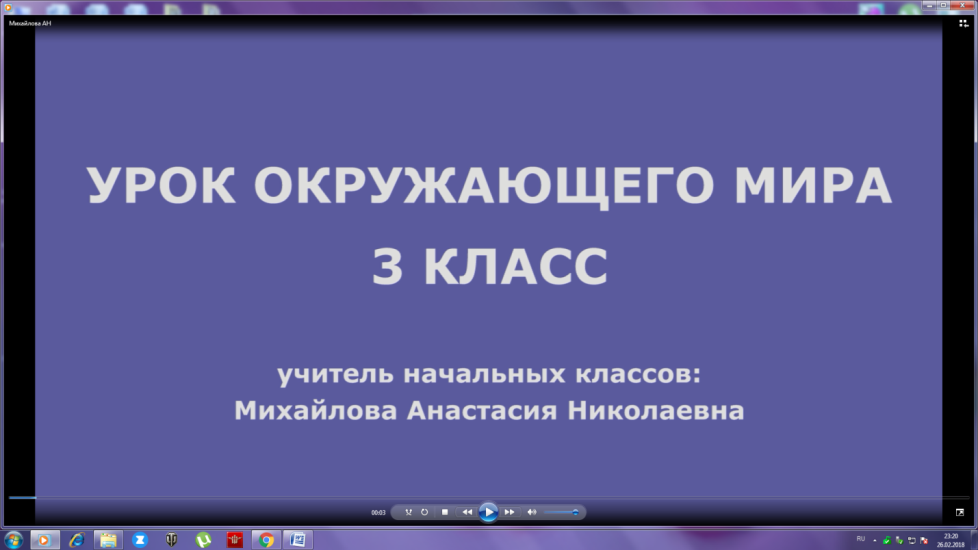 Михайлова АН
УРОК ОКРУЖАЮЩЕГО МИРА
3 КЛАСС
учитель начальных классов:
Михайлова Анастасия Николаевна
00:03
RU
23:20
26.02.2018